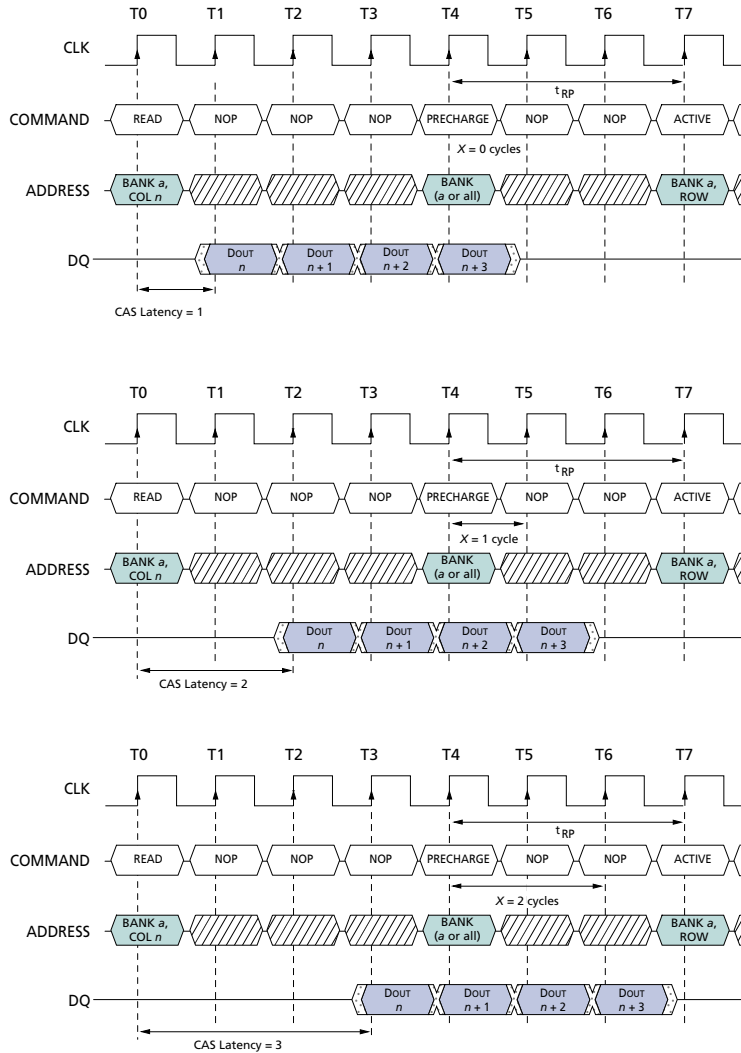 T0 T1 T2 T3 T4 T5 T6 T7
CLK
tRP
COMMAND READ NOP NOP NOP PRECHARGE NOP NOP ACTIVE
X = 0 cycles
ADDRESS BANK a, COL n BANK (a or all) BANK a, ROW
DQ DOUT n DOUT n + 1 DOUT n + 2 DOUT n + 3
CAS Latency = 1
T0 T1 T2 T3 T4 T5 T6 T7
CLK
tRP
COMMAND READ NOP NOP NOP PRECHARGE NOP NOP ACTIVE
X = 1 cycle
ADDRESS BANK a, COL n BANK (a or all) BANK a, ROW
DQ DOUT n DOUT n + 1 DOUT n + 2 DOUT n + 3
CAS Latency = 2
T0 T1 T2 T3 T4 T5 T6 T7
CLK
tRP
COMMAND READ NOP NOP NOP PRECHARGE NOP NOP ACTIVE
X = 2 cycles
ADDRESS BANK a, COL n BANK (a or all) BANK a, ROW
DQ DOUT n DOUT n + 1 DOUT n + 2 DOUT n + 3
CAS Latency = 3